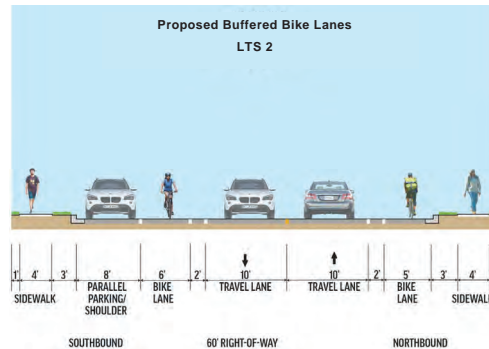 Proposed Buffered Bike Lanes
LTS 2
1' 4' 3' 8' 6' 2' 10' 10' 2' 5' 3' 4'
SIDEWALK PARALLEL PARKING/ SHOULDER BIKE LANE TRAVEL LANE TRAVEL LANE BIKE LANE SIDEWAL
SOUTHBOUND 60' RIGHT-OF-WAY NORTHBOUND